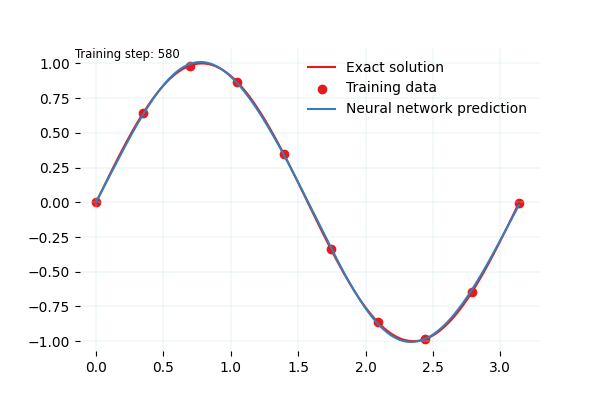 Training step: 580
Exact solution
Training data
Neural network prediction
1.00
0.75
0.50
0.25
0.00
−0.25
−0.50
−0.75
−1.00
0.0 0.5 1.0 1.5 2.0 2.5 3.0